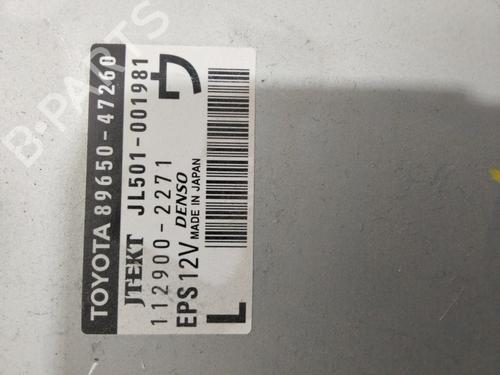 TOYOTA 89650-47260
JTEKT JL501-001981
112900-2271
EPS 12V DENSO MADE IN JAPAN
L
B-PARTS